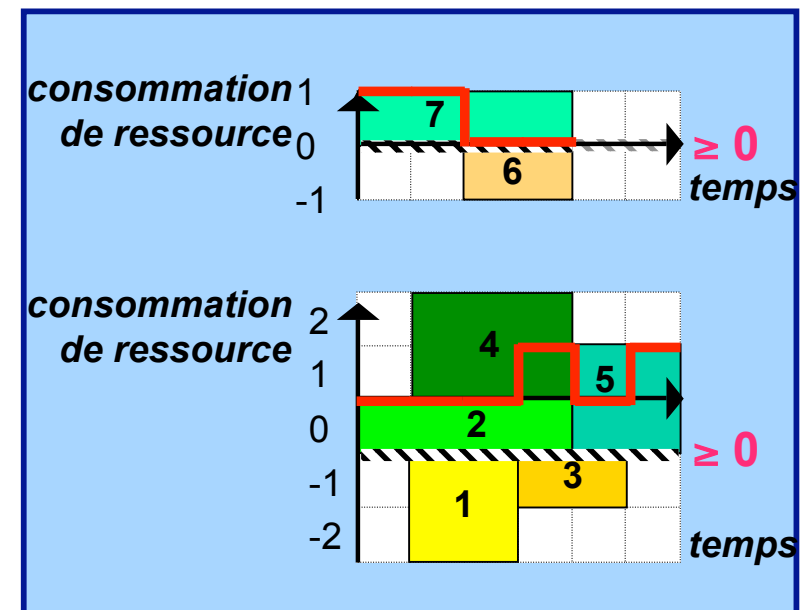 consommation 1
de ressource 0
7
6
-1
≥ 0
temps
consommation 2
de ressource 1
4
5
0
2
≥ 0
-1
3
1
-2
temps